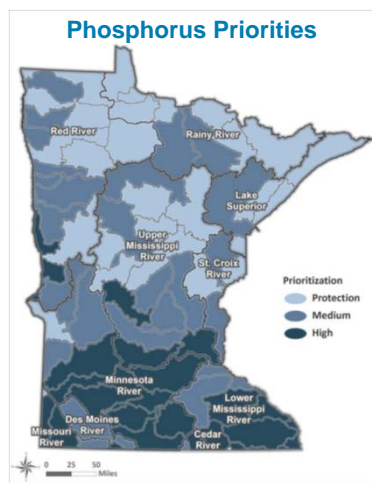 Phosphorus Priorities
Red River
Rainy River
Lake
Superior
Upper
Mississippi
River
St. Croix
River
Prioritization
Protection
Medium
High
Minnesota
River
Lower
Mississippi
River
Des Moines
River
Missouri
River
Cedar
River
0 25 50
Miles